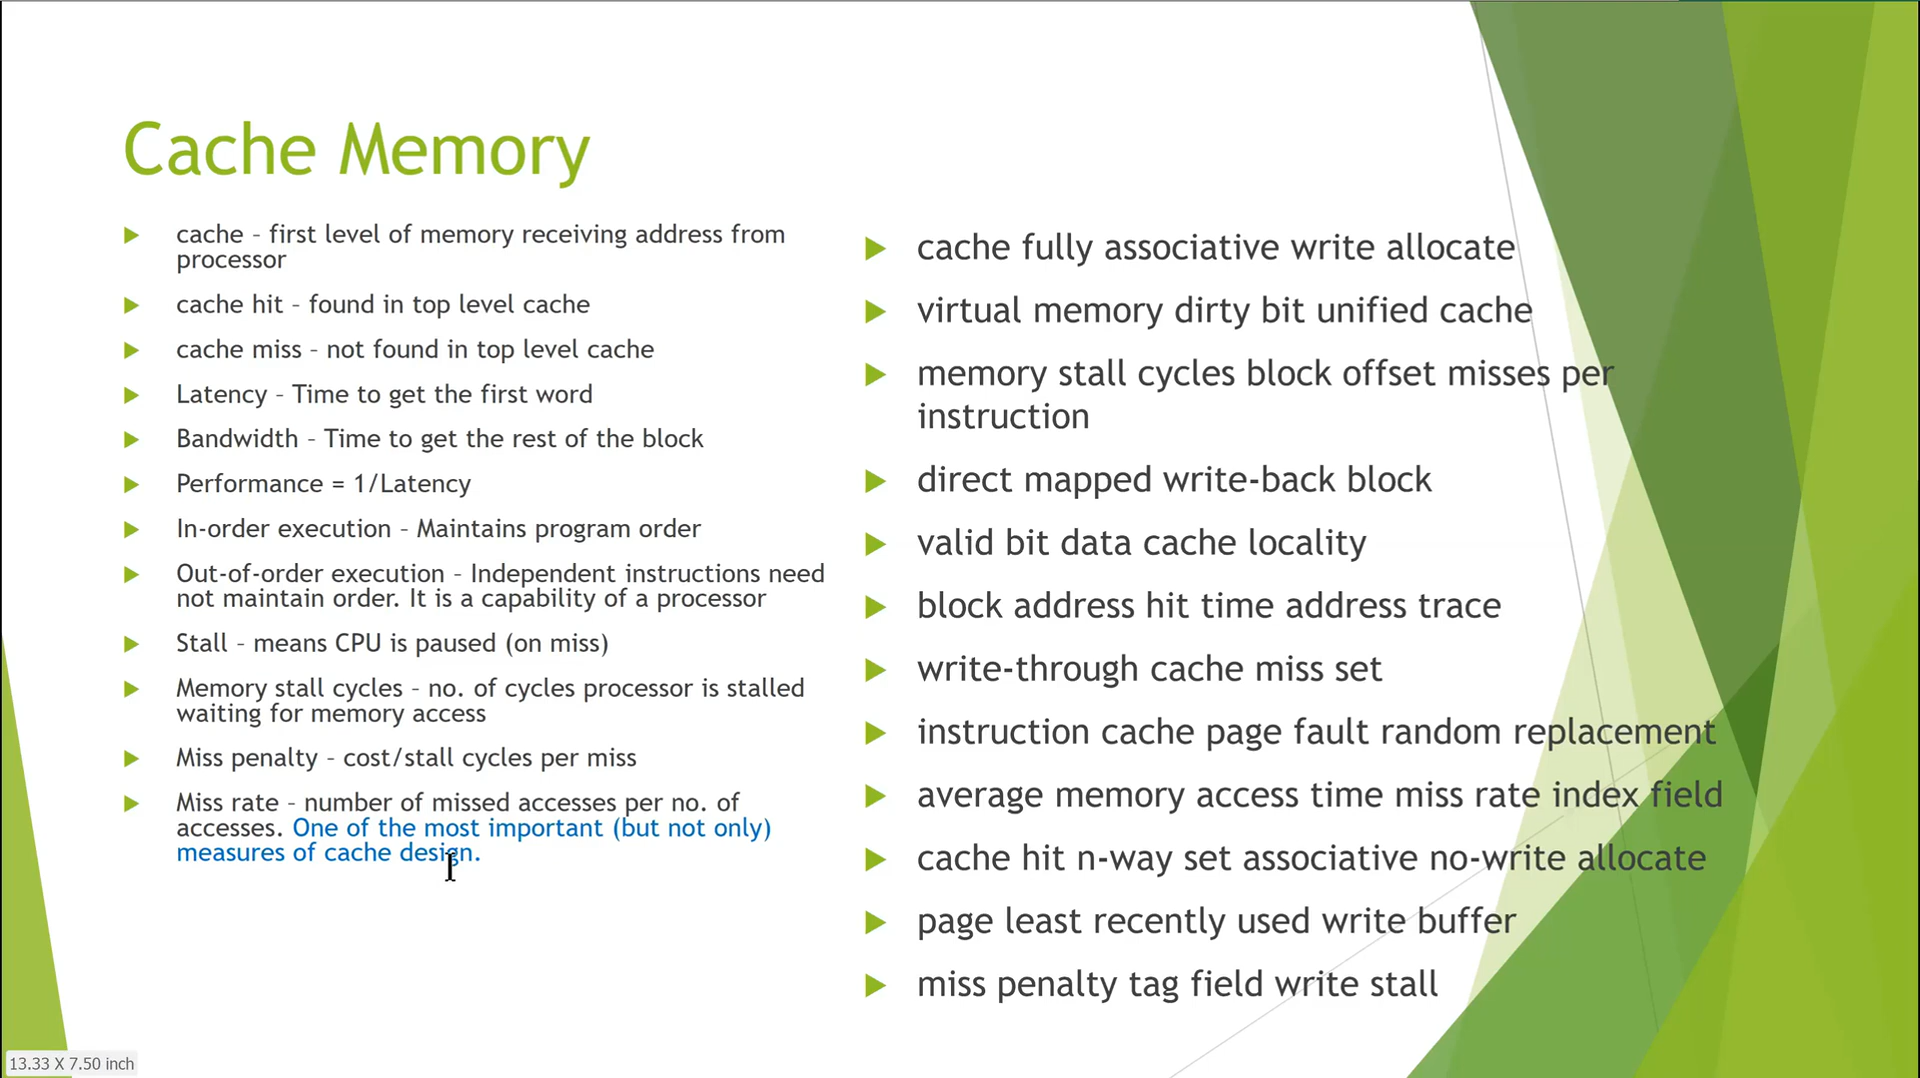 Cache Memory
cache – first level of memory receiving address from
processor
cache hit – found in top level cache
cache miss – not found in top level cache
Latency – Time to get the first word
Bandwidth – Time to get the rest of the block
Performance = 1/Latency
In-order execution – Maintains program order
Out-of-order execution – Independent instructions need
not maintain order. It is a capability of a processor
Stall – means CPU is paused (on miss)
Memory stall cycles – no. of cycles processor is stalled
waiting for memory access
Miss penalty – cost/stall cycles per miss
Miss rate – number of missed accesses per no. of
accesses. One of the most important (but not only)
measures of cache design.
cache fully associative write allocate
virtual memory dirty bit unified cache
memory stall cycles block offset misses per
instruction
direct mapped write-back block
valid bit data cache locality
block address hit time address trace
write-through cache miss set
instruction cache page fault random replacement
average memory access time miss rate index field
cache hit n-way set associative no-write allocate
page least recently used write buffer
miss penalty tag field write stall
13.33 X 7.50 inch